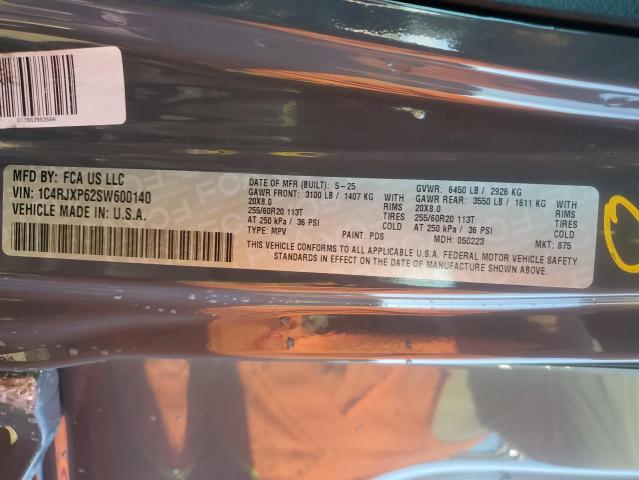 MFD BY: FCA US LLC
VIN: 1C4RJXP62SW600140
VEHICLE MADE IN: U.S.A.
DATE OF MFR (BUILT): 5-25
GVWR: 6450 LB / 2926 KG
GAWR FRONT: 3100 LB / 1407 KG WITH
GAWR REAR: 3550 LB / 1611 KG WITH
20X8.0 RIMS
20X8.0 RIMS
255/60R20 113T TIRES
255/60R20 113T TIRES
AT 250 kPa / 36 PSI COLD
AT 250 kPa / 36 PSI COLD
TYPE: MPV PAINT: PDS MDH: 050223 MKT: 875
THIS VEHICLE CONFORMS TO ALL APPLICABLE U.S.A. FEDERAL MOTOR VEHICLE SAFETY
STANDARDS IN EFFECT ON THE DATE OF MANUFACTURE SHOWN ABOVE.